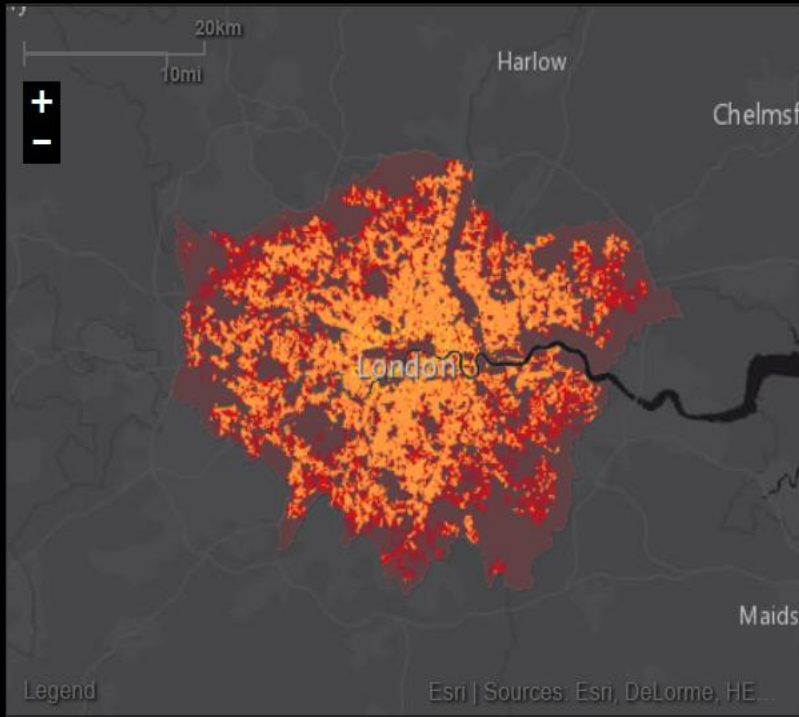 20km
10mi
+
−
Harlow
Chelmsf
London
Maids
Legend
Esri | Sources: Esri, DeLorme, HE...